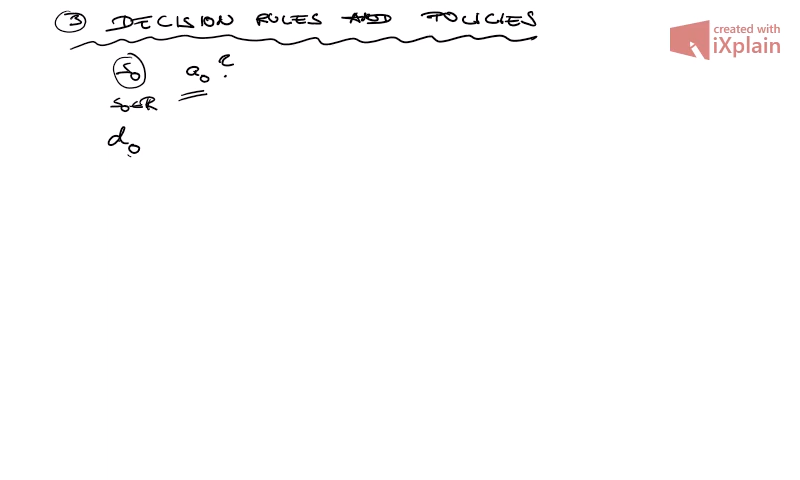 ③ DECISION RULES AND POLICIES
created with
iXplain
s₀ a₀ ?
s₀∈R
d₀